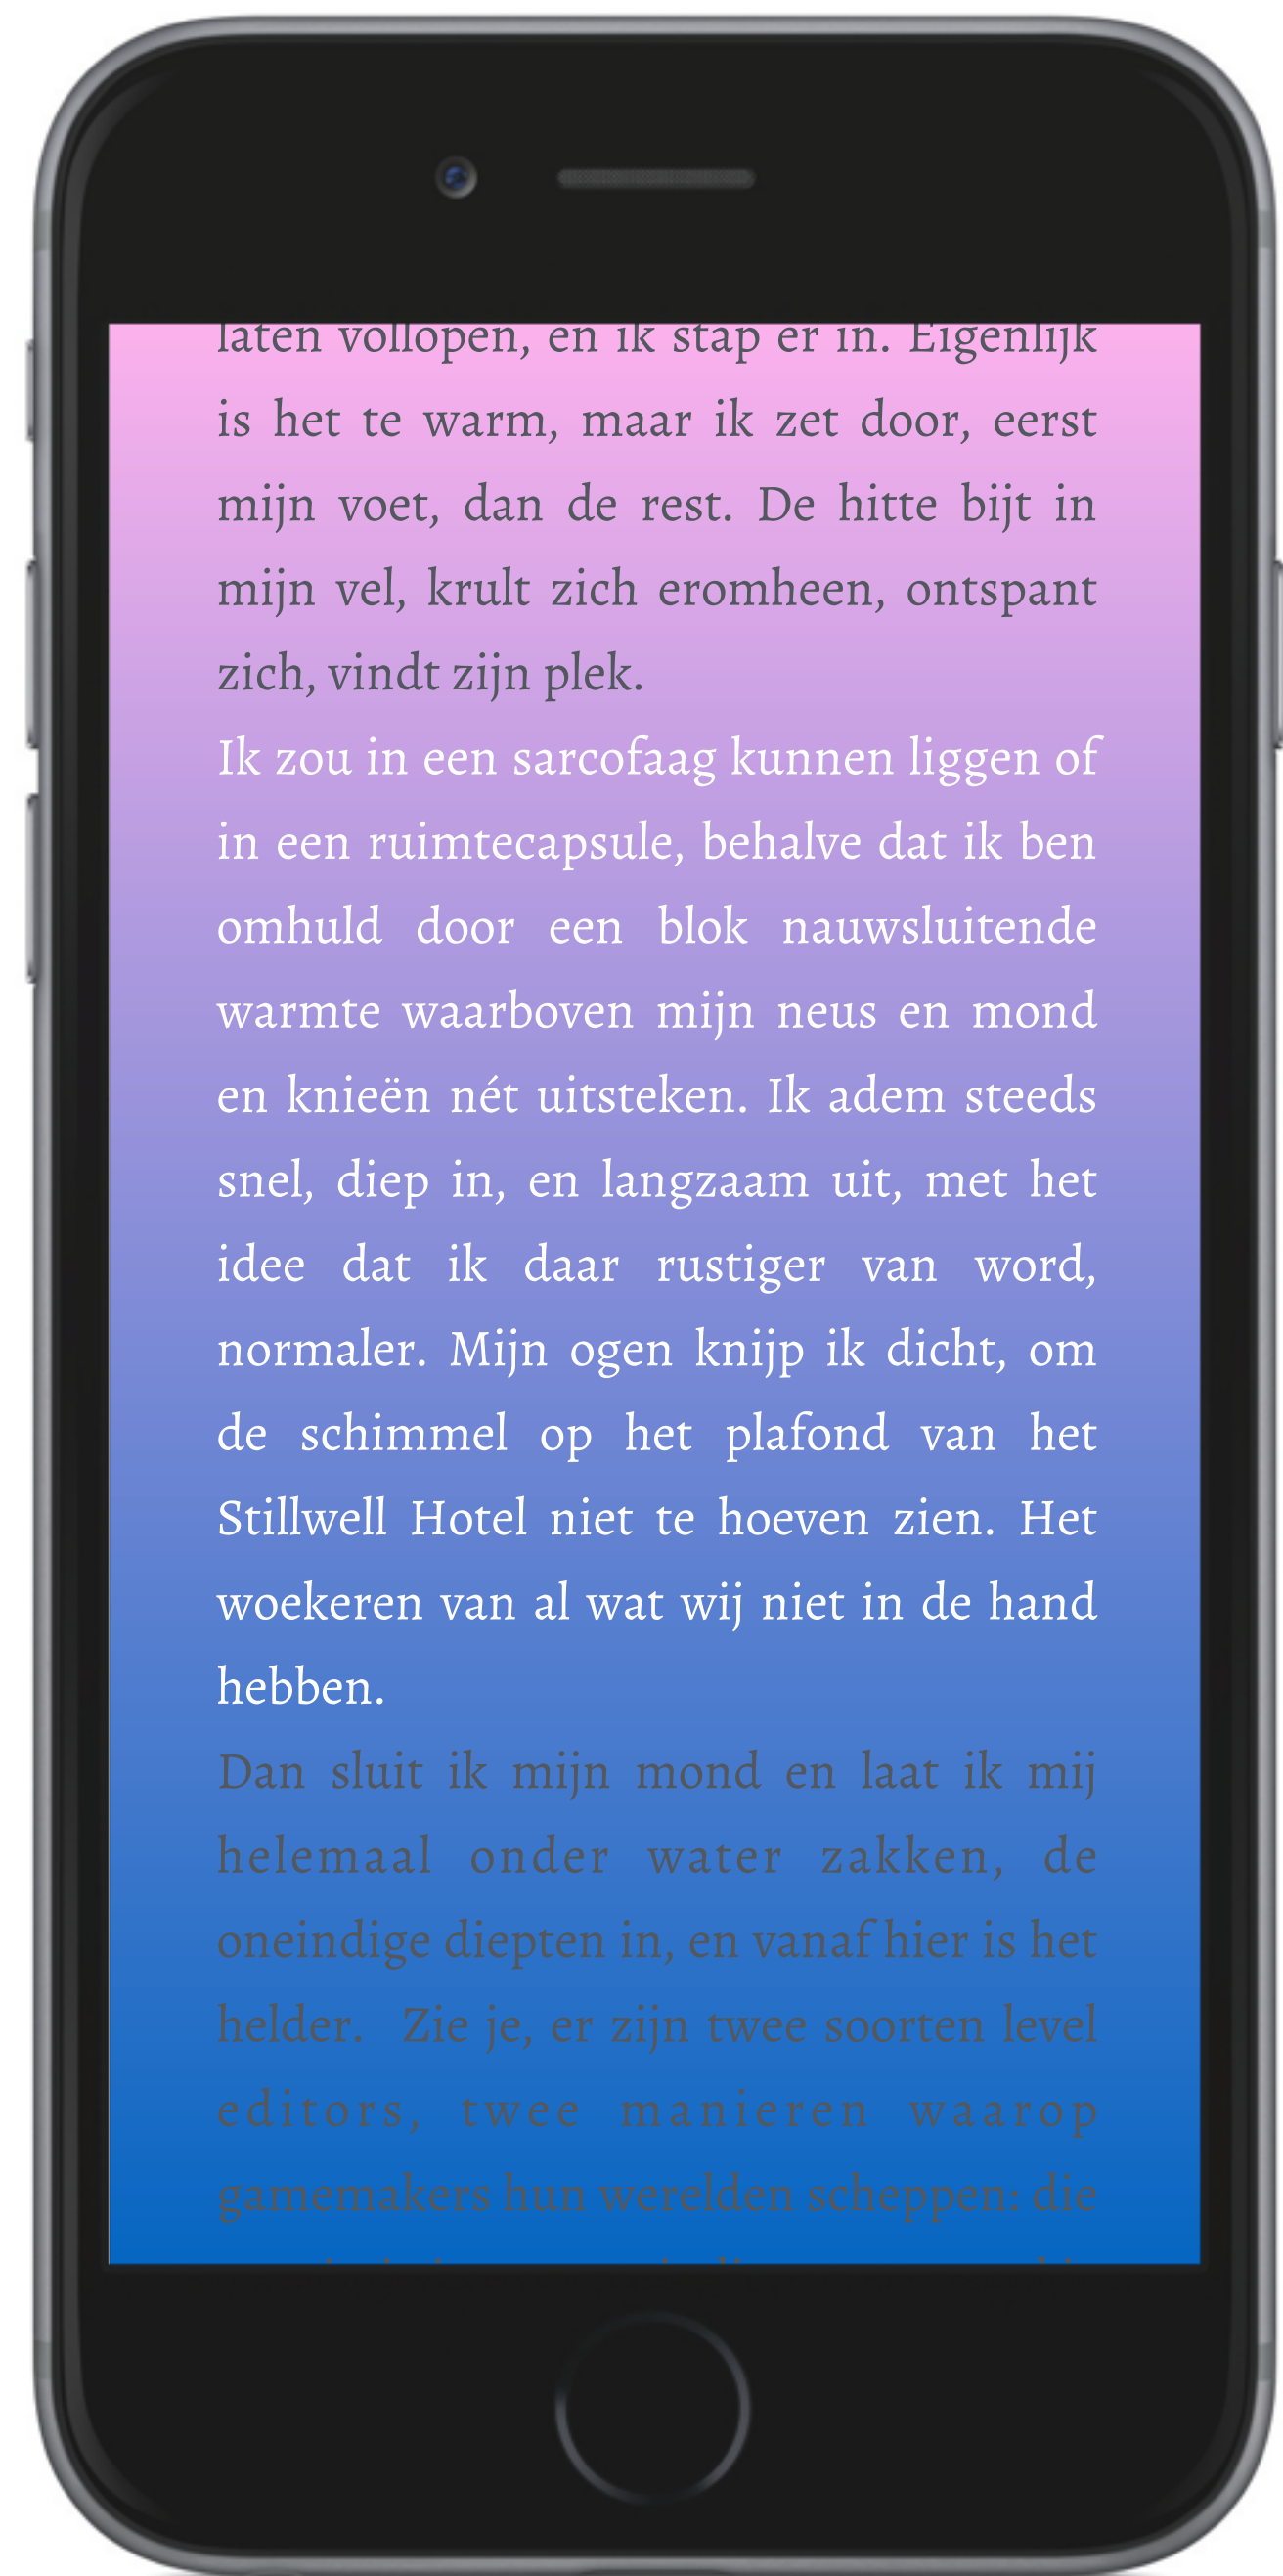 laten vollopen, en ik stap er in. Eigenlijk
is het te warm, maar ik zet door, eerst
mijn voet, dan de rest. De hitte bijt in
mijn vel, krult zich eromheen, ontspant
zich, vindt zijn plek.
Ik zou in een sarcofaag kunnen liggen of
in een ruimtecapsule, behalve dat ik ben
omhuld door een blok nauwsluitende
warmte waarboven mijn neus en mond
en knieën nét uitsteken. Ik adem steeds
snel, diep in, en langzaam uit, met het
idee dat ik daar rustiger van word,
normaler. Mijn ogen knijp ik dicht, om
de schimmel op het plafond van het
Stillwell Hotel niet te hoeven zien. Het
woekeren van al wat wij niet in de hand
hebben.
Dan sluit ik mijn mond en laat ik mij
helemaal onder water zakken, de
oneindige diepten in, en vanaf hier is het
helder. Zie je, er zijn twee soorten level
editors, twee manieren waarop
gamemakers hun werelden scheppen: die